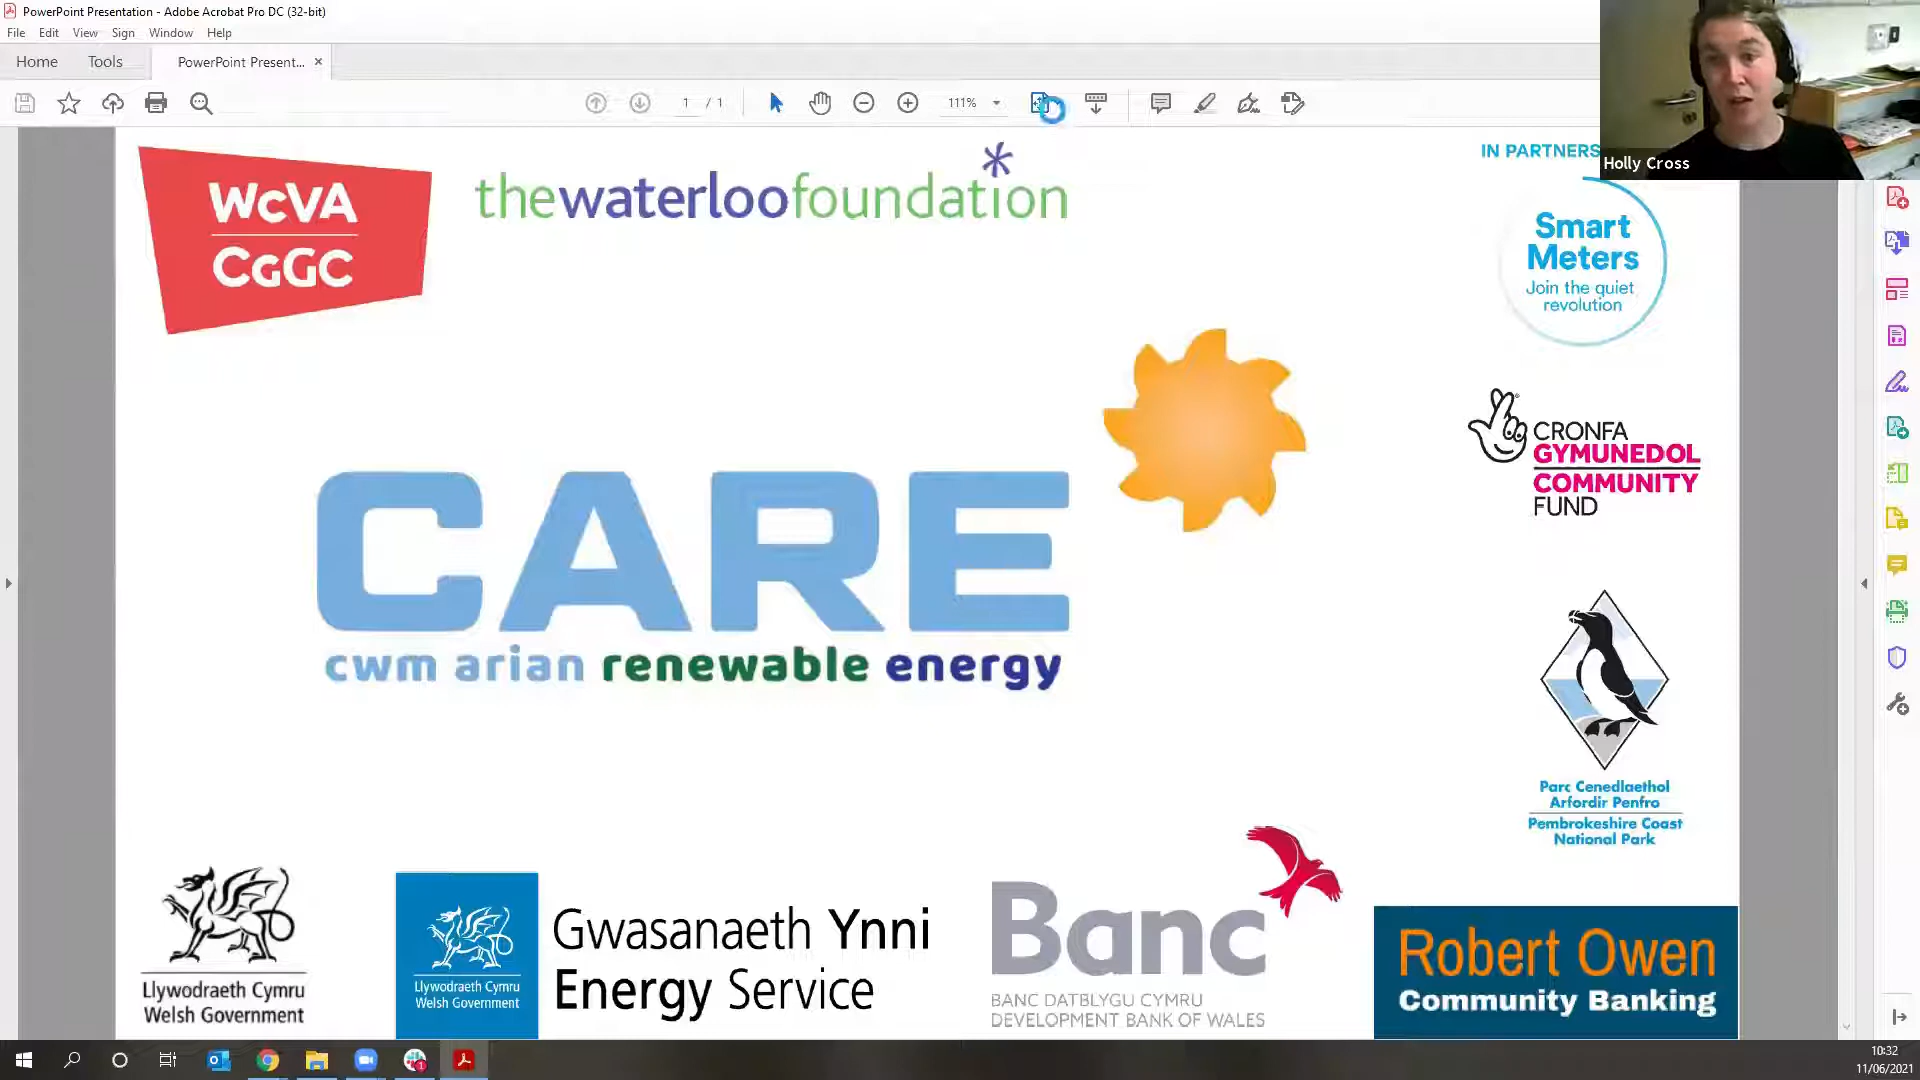 PowerPoint Presentation - Adobe Acrobat Pro DC (32-bit)
File Edit View Sign Window Help
Home Tools PowerPoint Present... ×
1 / 1 111%
WCVA
CGGC
thewaterloofoundation
IN PARTNERS
Holly Cross
Smart
Meters
Join the quiet
revolution
CRONFA
GYMUNEDOL
COMMUNITY
FUND
CARE
cwm arian renewable energy
Parc Cenedlaethol
Arfordir Penfro
Pembrokeshire Coast
National Park
Llywodraeth Cymru
Welsh Government
Llywodraeth Cymru
Welsh Government
Gwasanaeth Ynni
Energy Service
Banc
BANC DATBLYGU CYMRU
DEVELOPMENT BANK OF WALES
Robert Owen
Community Banking
10:32
11/06/2021